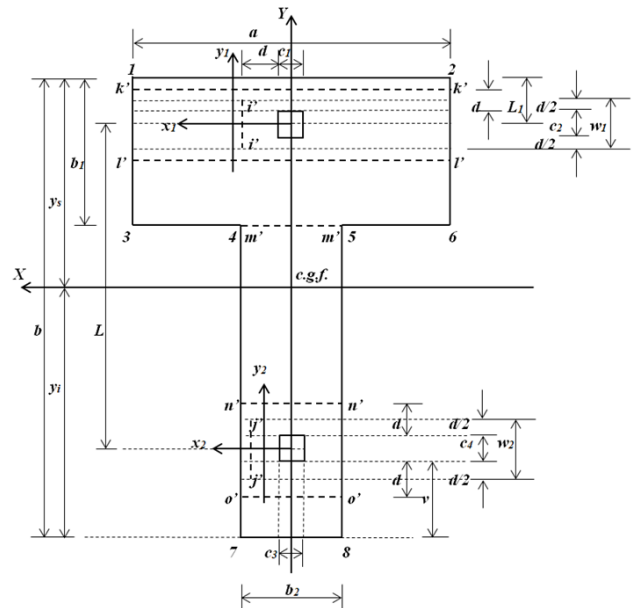 Y
a
y1 d c1
1 2
k' k'
i' d L1 d/2
x1 c2 w1
i' d/2
b1 l' l'
ys
3 4 m' m' 5 6
X c.g.f.
b L
yi y2
n' n'
j' d d/2
x2 c4 w2
j' d v d/2
o' o'
7 c3 8
b2